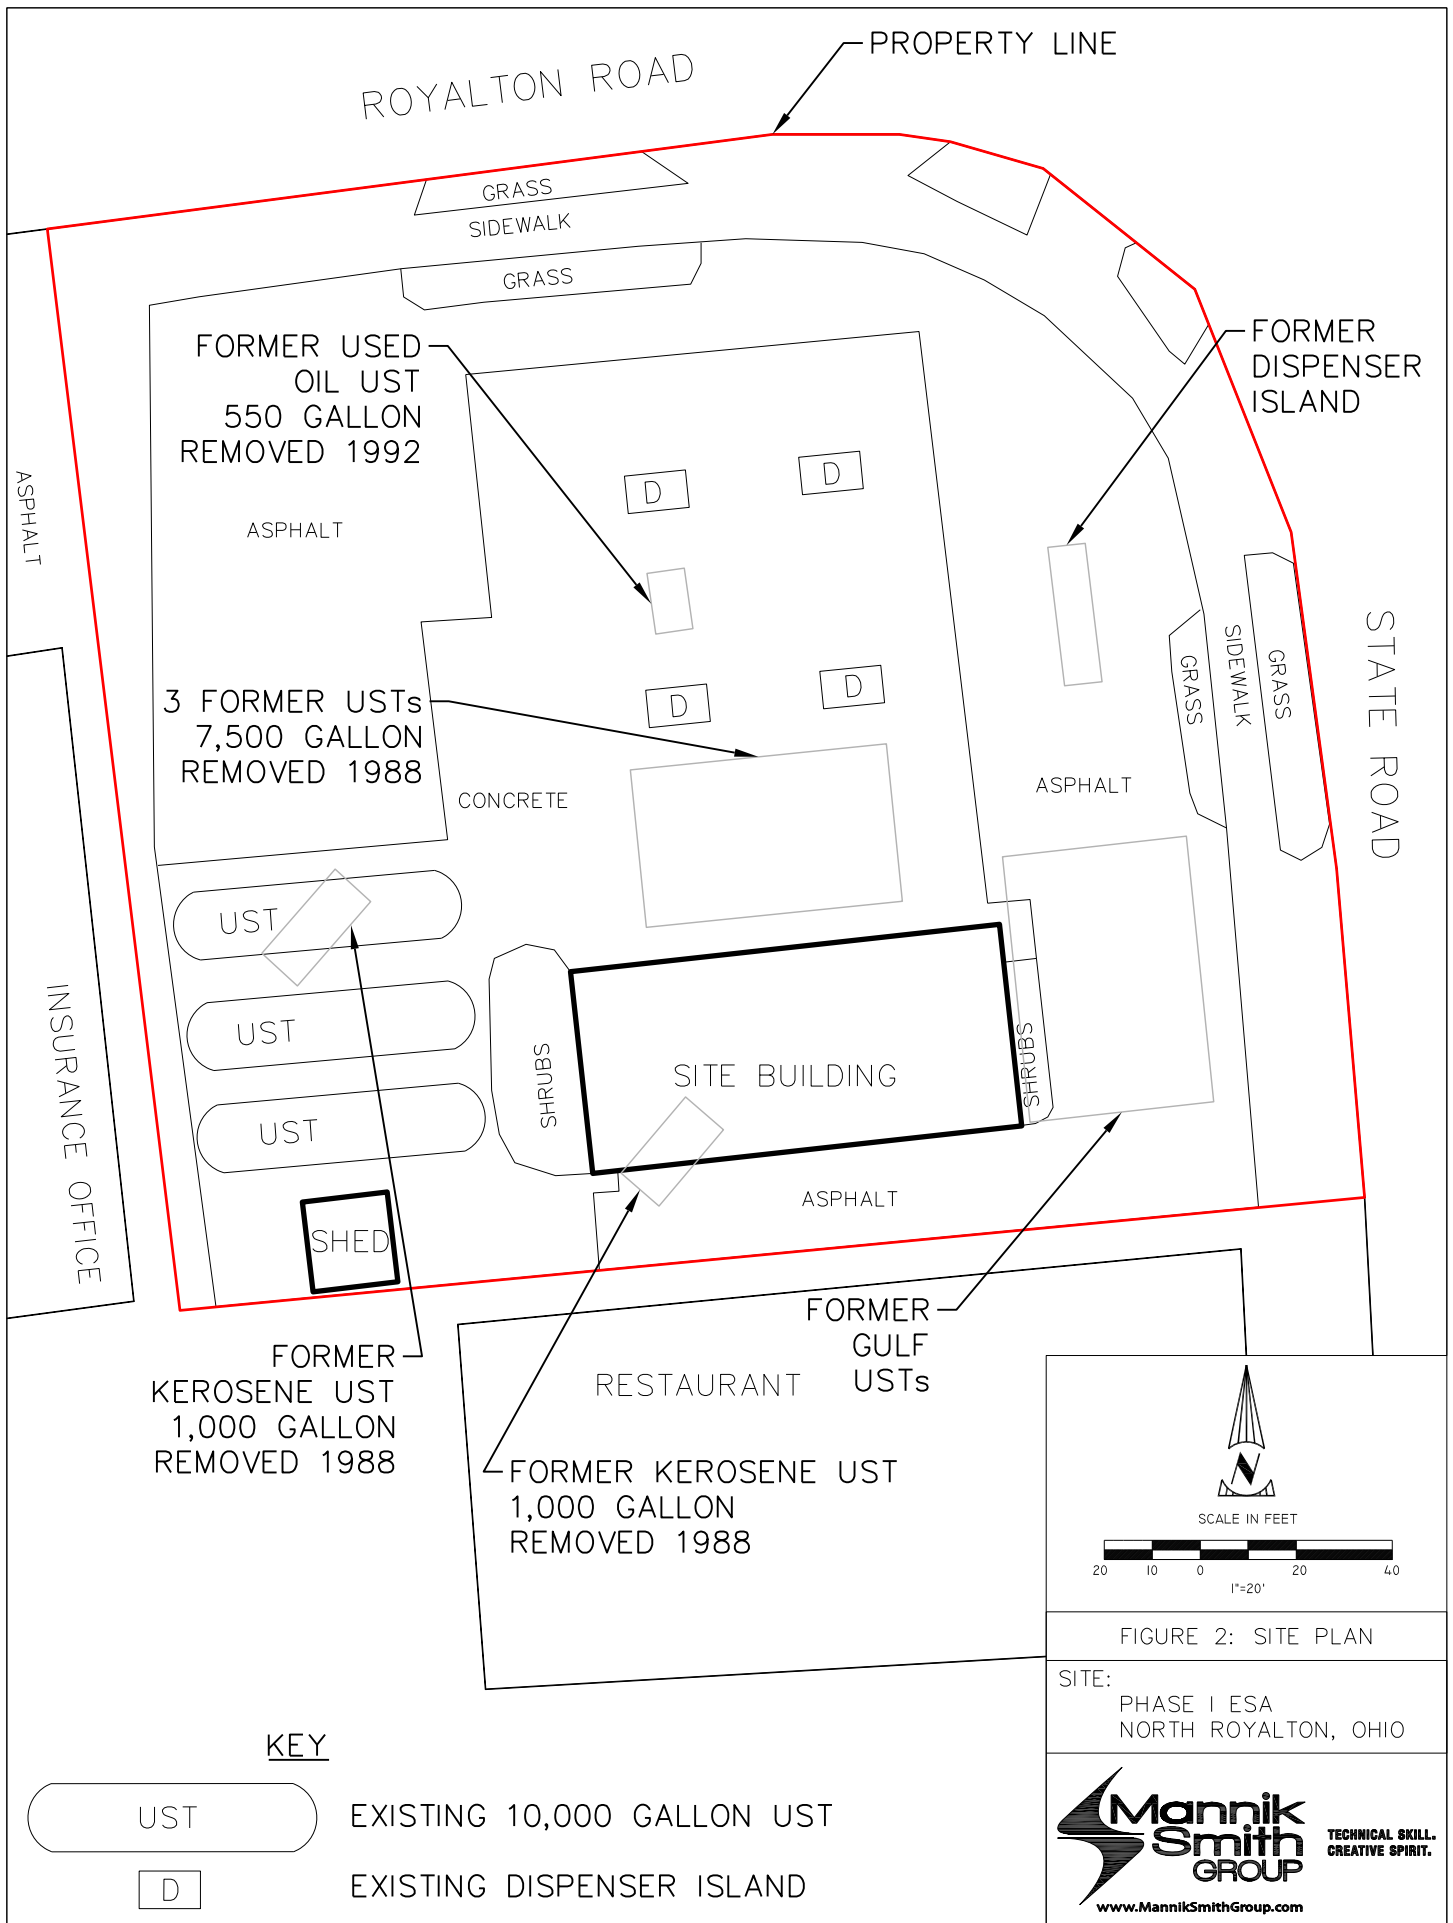 PROPERTY LINE
ROYALTON ROAD
GRASS
SIDEWALK
GRASS
FORMER USED
OIL UST
550 GALLON
REMOVED 1992
FORMER
DISPENSER
ISLAND
ASPHALT
ASPHALT
D
D
3 FORMER USTs
7,500 GALLON
REMOVED 1988
D
D
GRASS
SIDEWALK
GRASS
STATE ROAD
CONCRETE
ASPHALT
UST
UST
UST
INSURANCE OFFICE
SHRUBS
SITE BUILDING
SHRUBS
ASPHALT
SHED
FORMER
KEROSENE UST
1,000 GALLON
REMOVED 1988
FORMER
GULF
USTs
RESTAURANT
FORMER KEROSENE UST
1,000 GALLON
REMOVED 1988
N
SCALE IN FEET
20 10 0 20 40
1"=20'
FIGURE 2: SITE PLAN
SITE:
PHASE I ESA
NORTH ROYALTON, OHIO
KEY
UST
EXISTING 10,000 GALLON UST
D
EXISTING DISPENSER ISLAND
Mannik
Smith
GROUP
TECHNICAL SKILL.
CREATIVE SPIRIT.
www.MannikSmithGroup.com